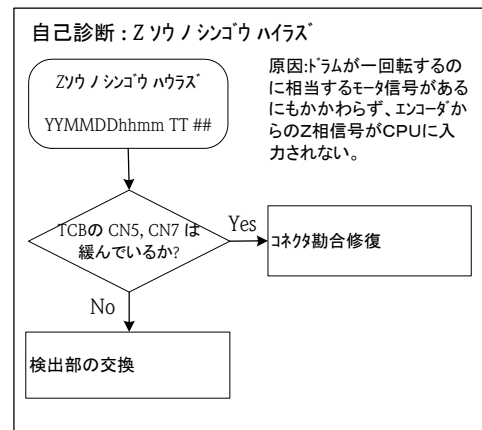 自己診断 : Z ソウ ノ シンゴウ ハイラズ
Zソウ ノ シンゴウ ハウラズ
YYMMDDhhmm TT ##
原因:ドラムが一回転するの
に相当するモータ信号がある
にもかかわらず、エンコーダか
らのZ相信号がCPUに入
力されない。
TCBの CN5, CN7 は
緩んでいるか?
Yes
コネクタ勘合修復
No
検出部の交換